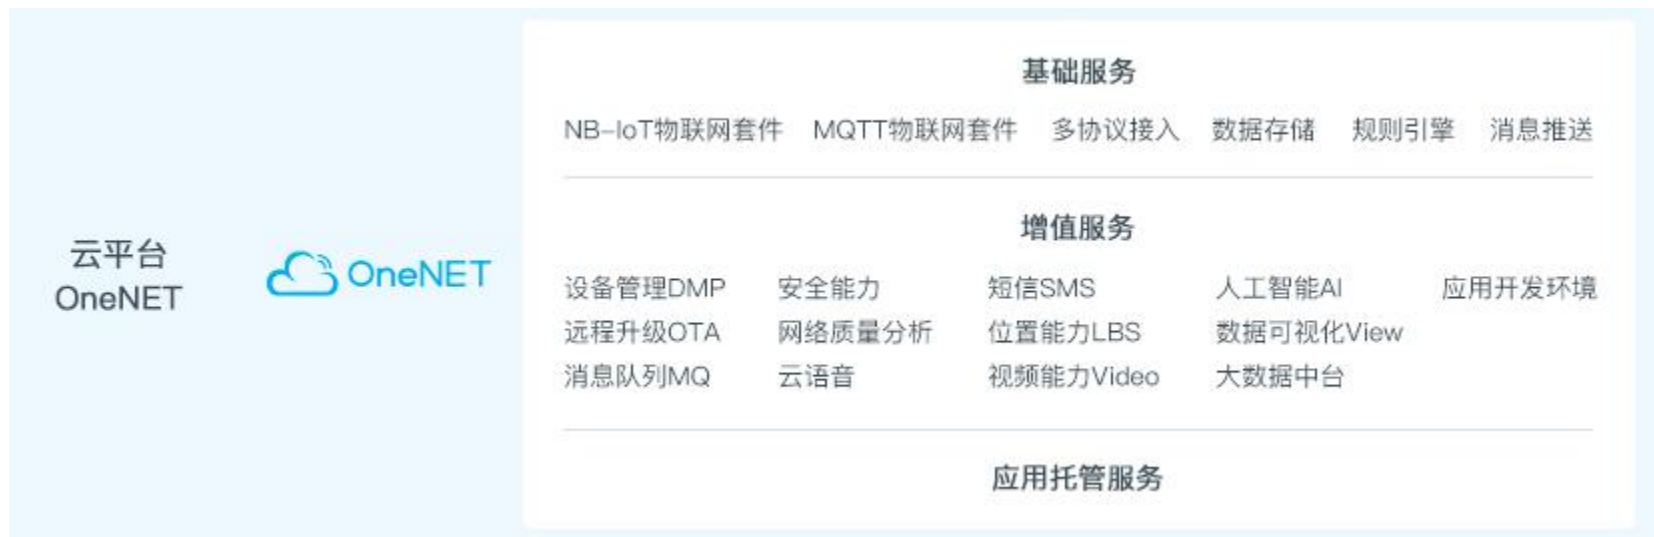 云平台
OneNET
OneNET
基础服务
NB-IoT物联网套件 MQTT物联网套件 多协议接入 数据存储 规则引擎 消息推送
增值服务
设备管理DMP 安全能力 短信SMS 人工智能AI 应用开发环境
远程升级OTA 网络质量分析 位置能力LBS 数据可视化View
消息队列MQ 云语音 视频能力Video 大数据中台
应用托管服务